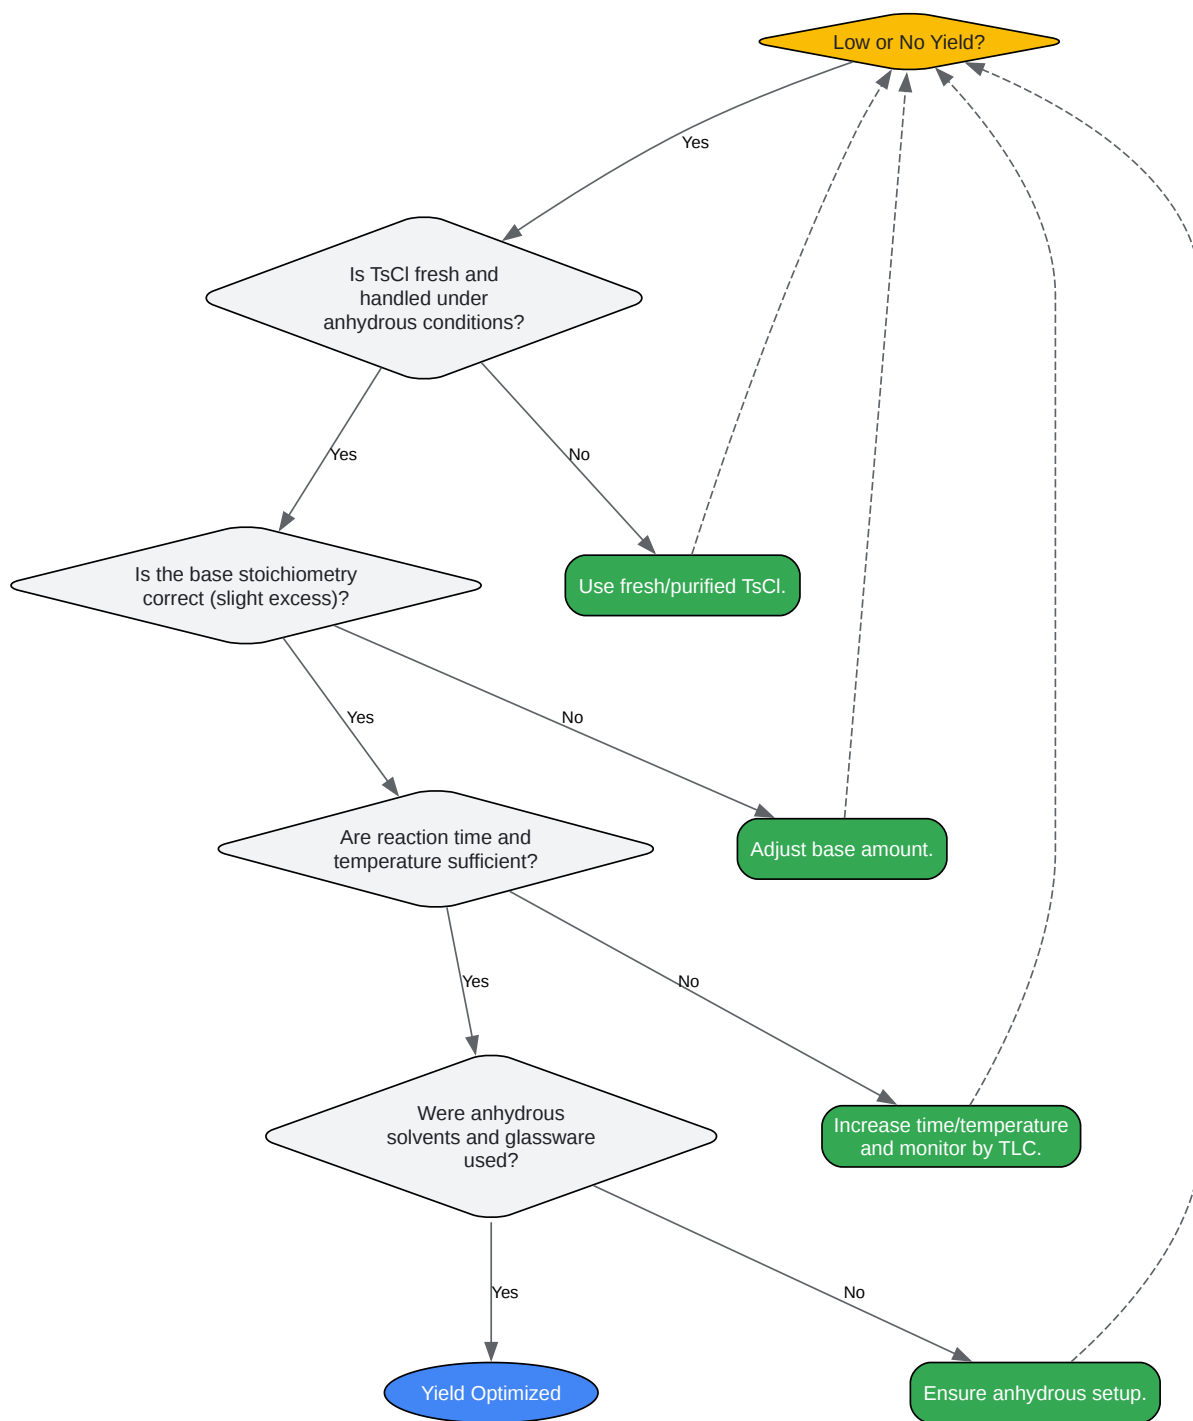 Low or No Yield?
Yes
Is TsCl fresh and
handled under
anhydrous conditions?
Yes
No
Is the base stoichiometry
correct (slight excess)?
Use fresh/purified TsCl.
Yes
No
Are reaction time and
temperature sufficient?
Adjust base amount.
Yes
No
Were anhydrous
solvents and glassware
used?
Increase time/temperature
and monitor by TLC.
Yes
No
Yield Optimized
Ensure anhydrous setup.